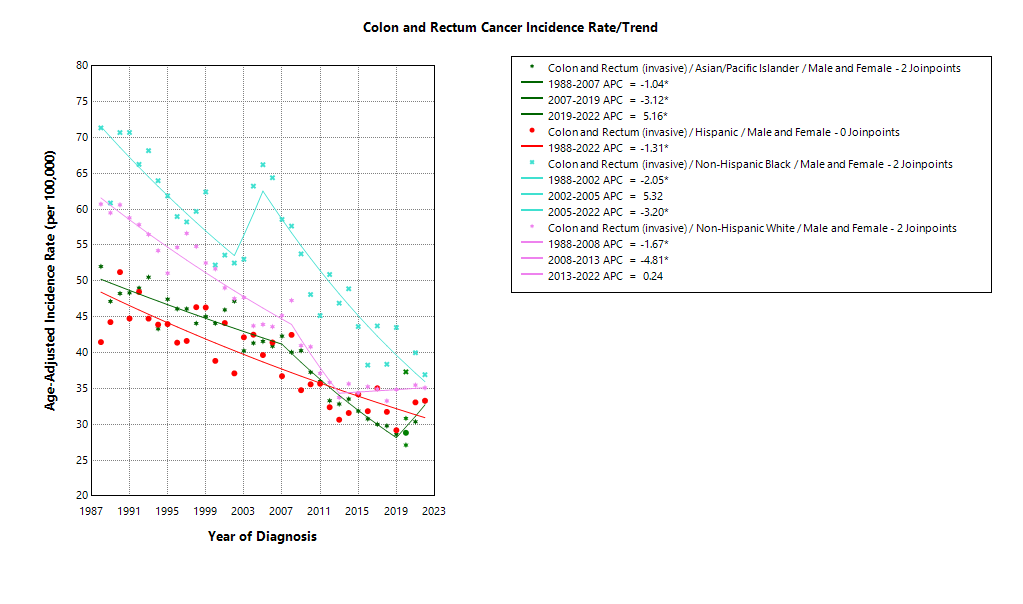 Colon and Rectum Cancer Incidence Rate/Trend
Colon and Rectum (invasive) / Asian/Pacific Islander / Male and Female - 2 Joinpoints
1988-2007 APC = -1.04*
2007-2019 APC = -3.12*
2019-2022 APC = 5.16*
Colon and Rectum (invasive) / Hispanic / Male and Female - 0 Joinpoints
1988-2022 APC = -1.31*
Colon and Rectum (invasive) / Non-Hispanic Black / Male and Female - 2 Joinpoints
1988-2002 APC = -2.05*
2002-2005 APC = 5.32
2005-2022 APC = -3.20*
Colon and Rectum (invasive) / Non-Hispanic White / Male and Female - 2 Joinpoints
1988-2008 APC = -1.67*
2008-2013 APC = -4.81*
2013-2022 APC = 0.24
Age-Adjusted Incidence Rate (per 100,000)
80
75
70
65
60
55
50
45
40
35
30
25
20
1987 1991 1995 1999 2003 2007 2011 2015 2019 2023
Year of Diagnosis